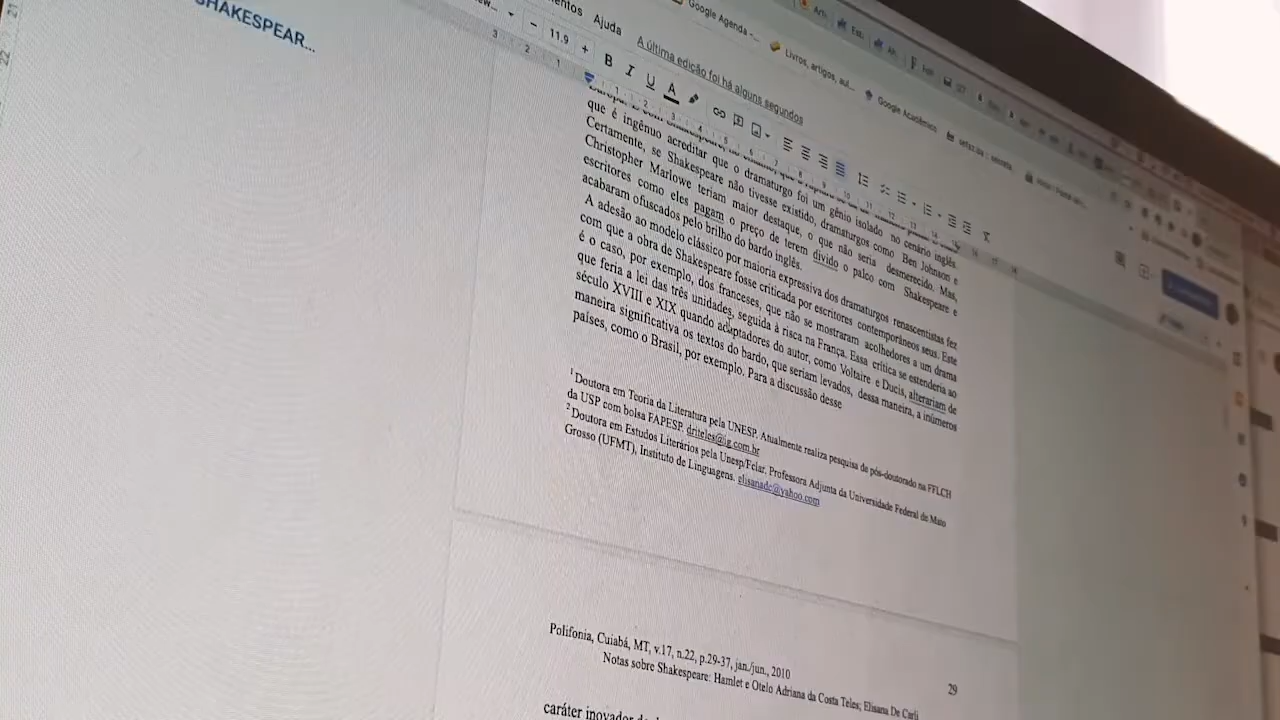 SHAKESPEAR...
Ajuda
A última edição foi há alguns segundos
Google Agenda -...
Livros, artigos, aul...
Google Acadêmico
11.9
B I U A
que é ingênuo acreditar que o dramaturgo foi um gênio isolado no cenário inglês.
Certamente, se Shakespeare não tivesse existido, dramaturgos como Ben Johnson e
Christopher Marlowe teriam maior destaque, o que não seria desmerecido. Mas,
escritores como eles pagam o preço de terem divido o palco com Shakespeare e
acabaram ofuscados pelo brilho do bardo inglês.
A adesão ao modelo clássico por maioria expressiva dos dramaturgos renascentistas fez
com que a obra de Shakespeare fosse criticada por escritores contemporâneos seus. Este
é o caso, por exemplo, dos franceses, que não se mostraram acolhedores a um drama
que feria a lei das três unidades, seguida à risca na França. Essa crítica se estenderia ao
século XVIII e XIX quando adaptadores do autor, como Voltaire e Ducis, alterariam de
maneira significativa os textos do bardo, que seriam levados, dessa maneira, a inúmeros
países, como o Brasil, por exemplo. Para a discussão desse
1 Doutora em Teoria da Literatura pela UNESP. Atualmente realiza pesquisa de pós-doutorado na FFLCH
da USP com bolsa FAPESP. driteles@ig.com.br
2 Doutora em Estudos Literários pela Unesp/Fclar. Professora Adjunta da Universidade Federal de Mato
Grosso (UFMT), Instituto de Linguagens. elisanadc@yahoo.com
Polifonia, Cuiabá, MT, v.17, n.22, p.29-37, jan./jun., 2010
29
Notas sobre Shakespeare: Hamlet e Otelo Adriana da Costa Teles; Elisana De Carli
caráter inovador